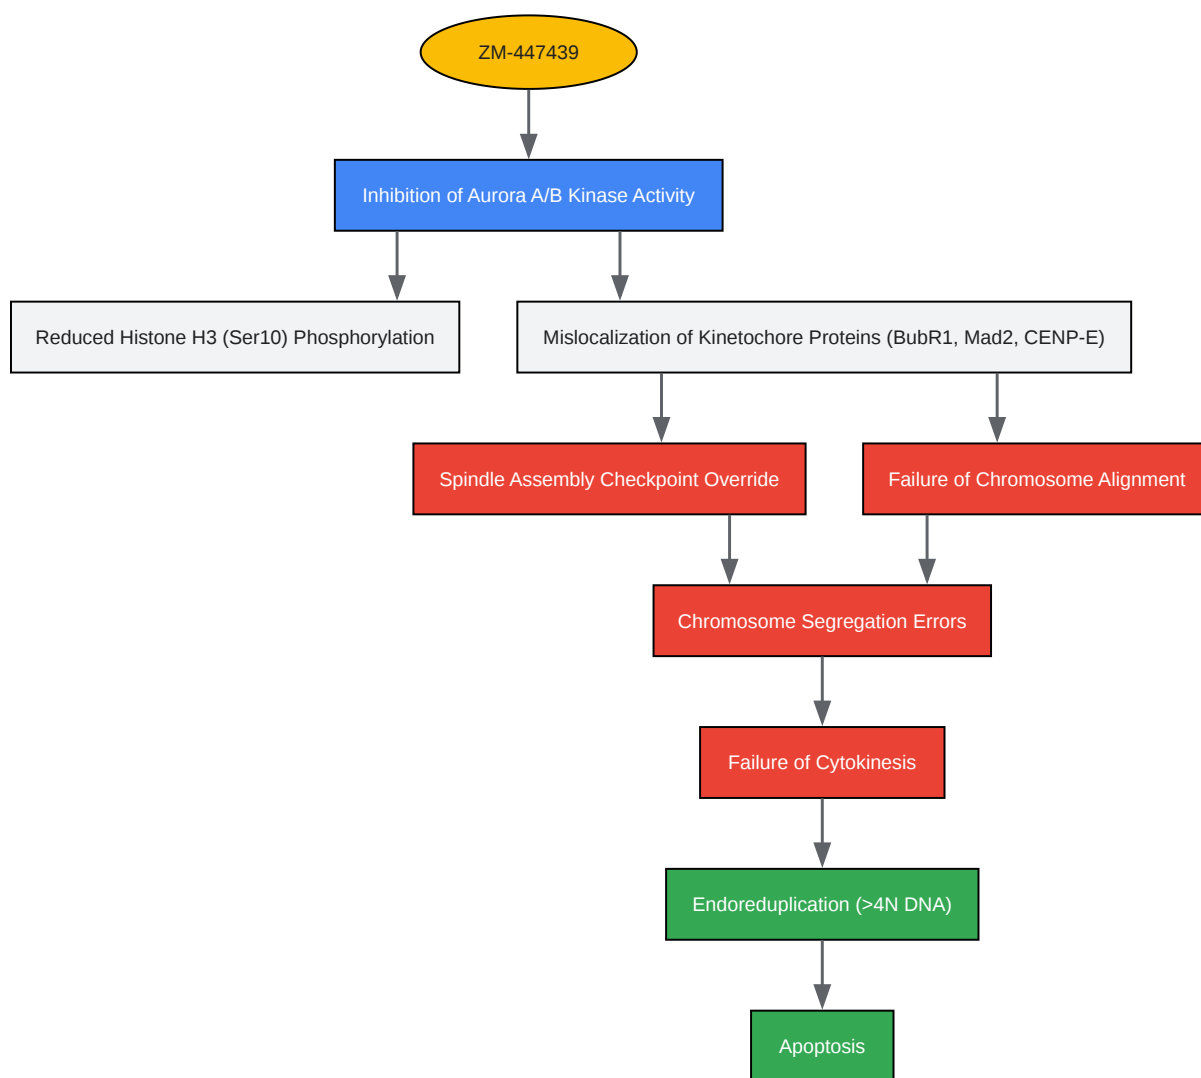 ZM-447439
Inhibition of Aurora A/B Kinase Activity
Reduced Histone H3 (Ser10) Phosphorylation
Mislocalization of Kinetochore Proteins (BubR1, Mad2, CENP-E)
Spindle Assembly Checkpoint Override
Failure of Chromosome Alignment
Chromosome Segregation Errors
Failure of Cytokinesis
Endoreduplication (>4N DNA)
Apoptosis